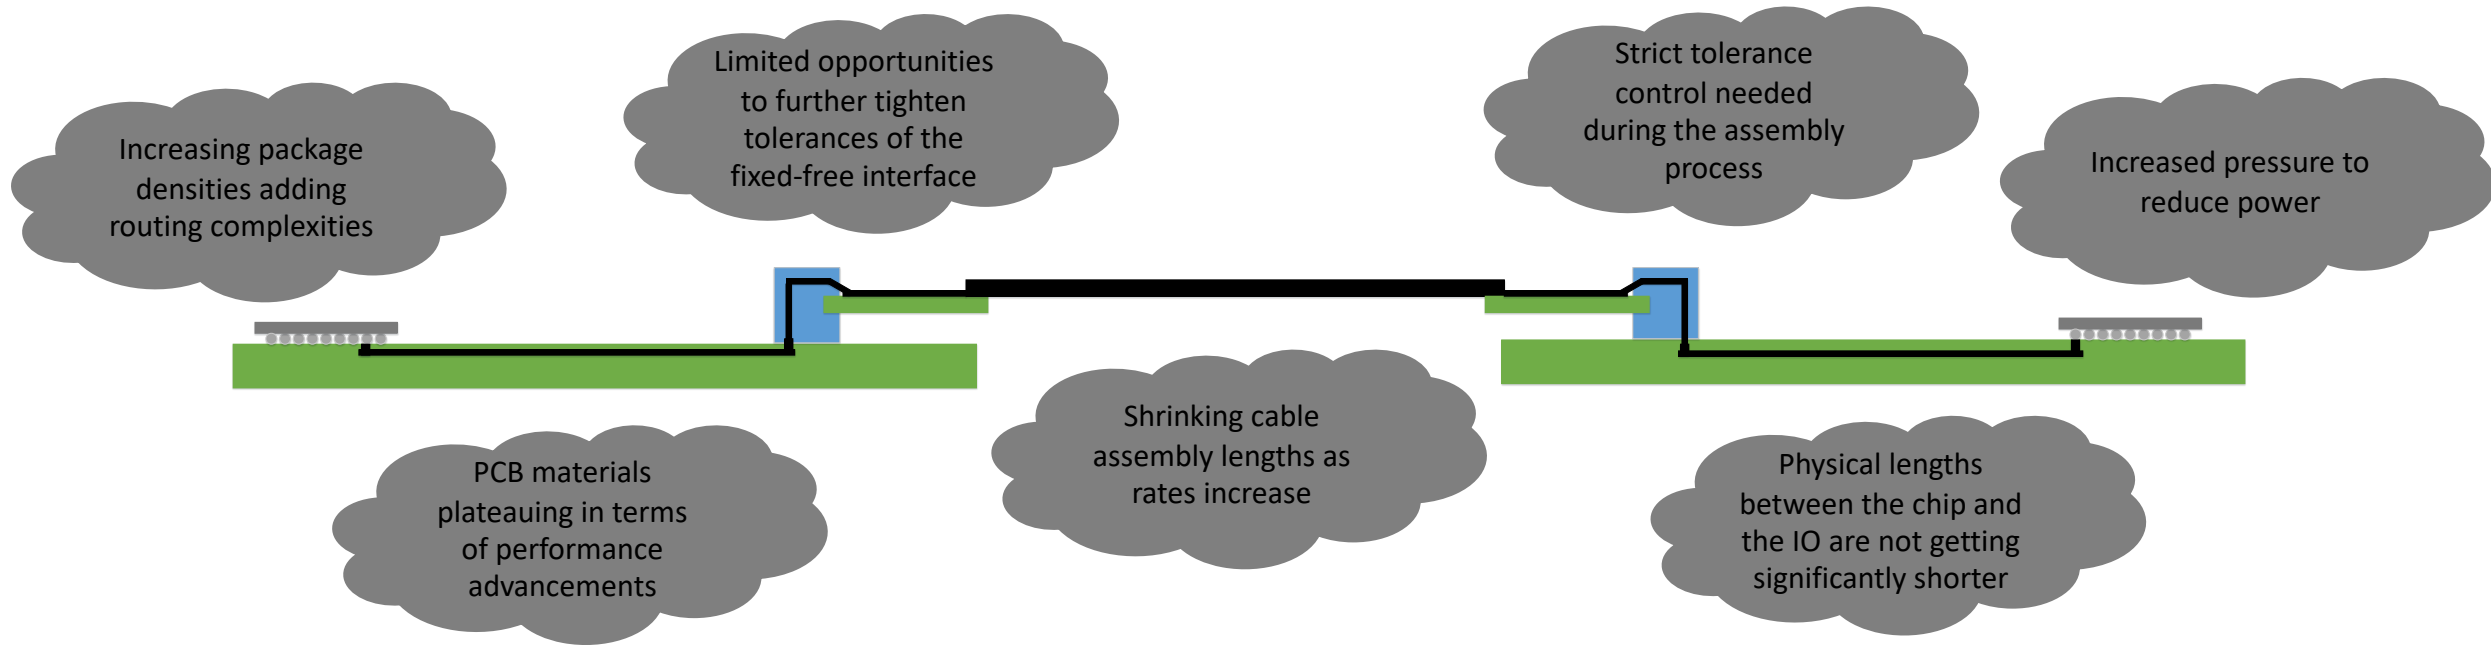 Increasing package
densities adding
routing complexities
Limited opportunities
to further tighten
tolerances of the
fixed-free interface
Strict tolerance
control needed
during the assembly
process
Increased pressure to
reduce power
PCB materials
plateauing in terms
of performance
advancements
Shrinking cable
assembly lengths as
rates increase
Physical lengths
between the chip and
the IO are not getting
significantly shorter